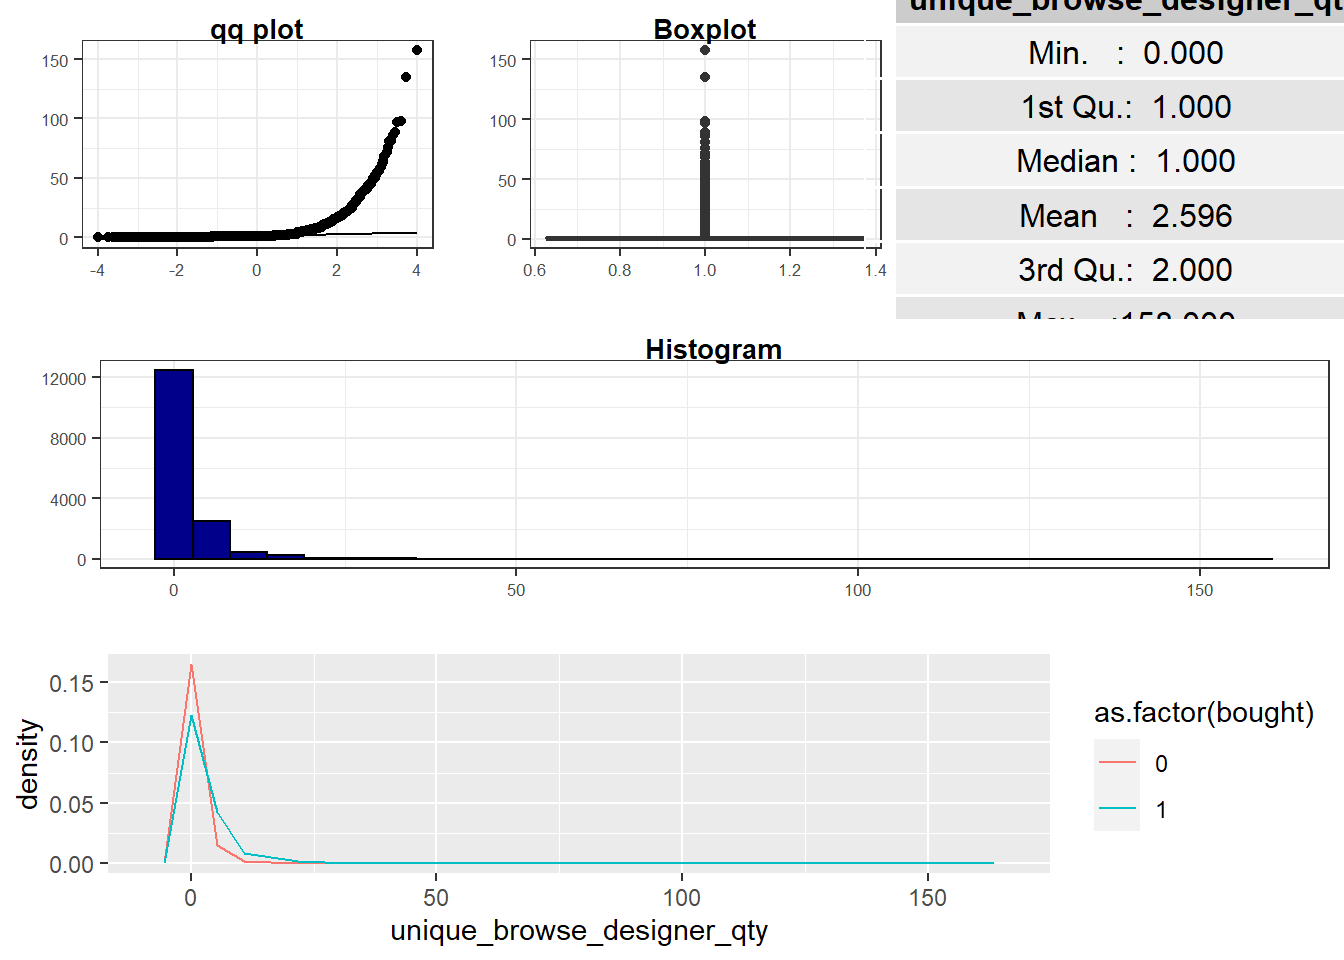 qq plot
150
100
50
0
-4 -2 0 2 4
Boxplot
150
100
50
0
0.6 0.8 1.0 1.2 1.4
Min. : 0.000
1st Qu.: 1.000
Median : 1.000
Mean : 2.596
3rd Qu.: 2.000
Histogram
12000
8000
4000
0
0 50 100 150
density
0.15
0.10
0.05
0.00
0 50 100 150
unique_browse_designer_qty
as.factor(bought)
0
1